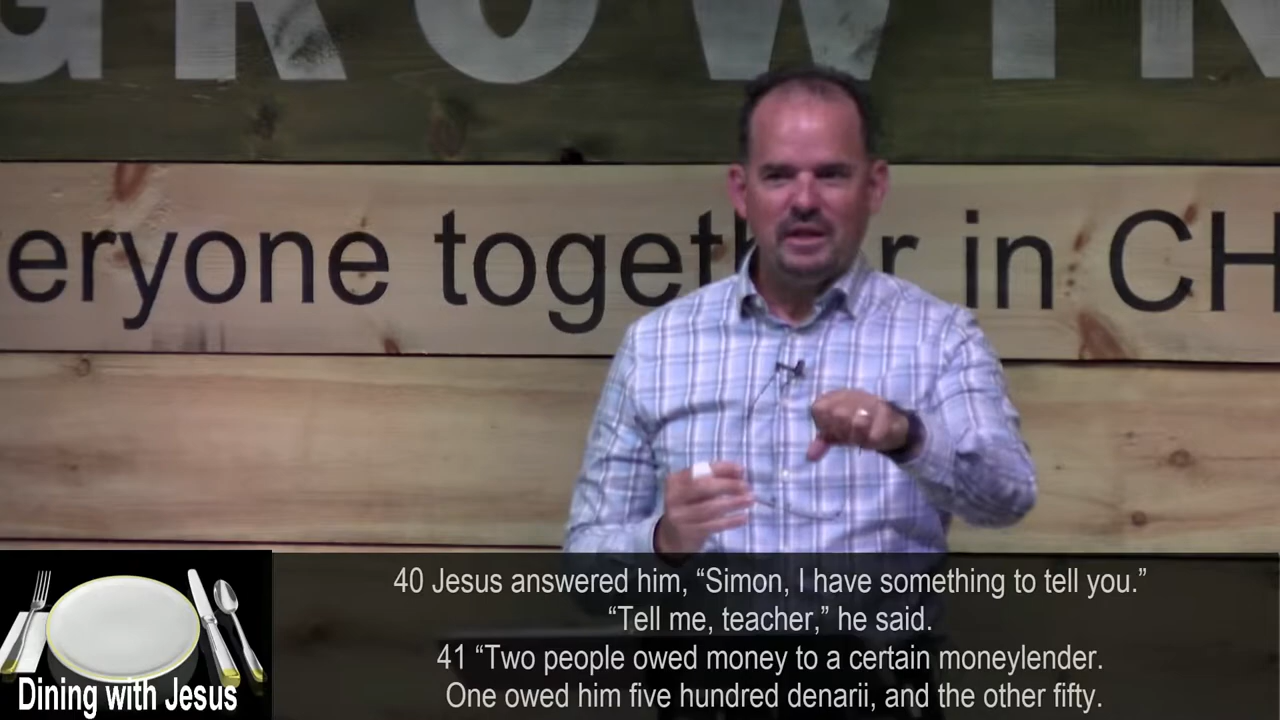 GROWIN
eryone together in CH
40 Jesus answered him, “Simon, I have something to tell you.”
“Tell me, teacher,” he said.
41 “Two people owed money to a certain moneylender.
One owed him five hundred denarii, and the other fifty.
Dining with Jesus